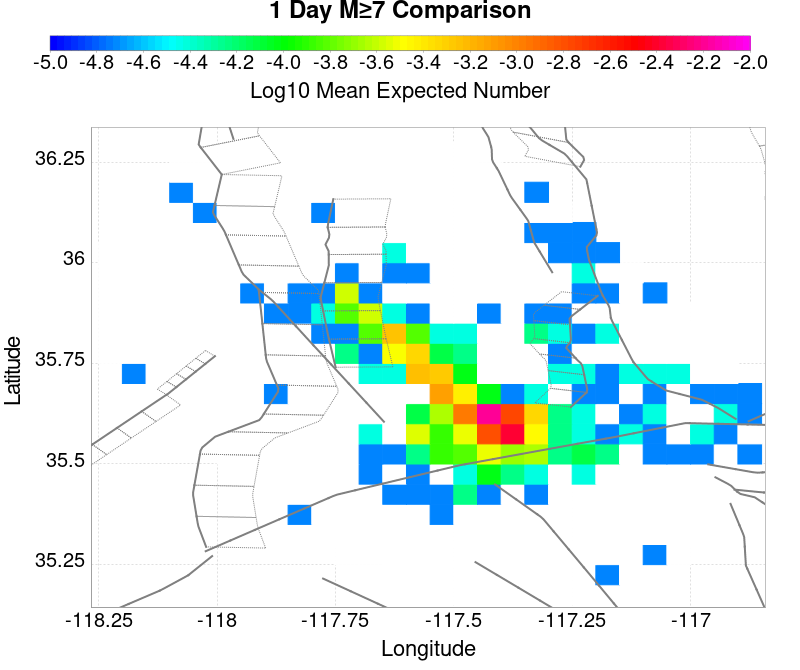 1 Day M≥7 Comparison
-5.0 -4.8 -4.6 -4.4 -4.2 -4.0 -3.8 -3.6 -3.4 -3.2 -3.0 -2.8 -2.6 -2.4 -2.2 -2.0
Log10 Mean Expected Number
36.25
36
35.75
35.5
35.25
Latitude
-118.25 -118 -117.75 -117.5 -117.25 -117
Longitude